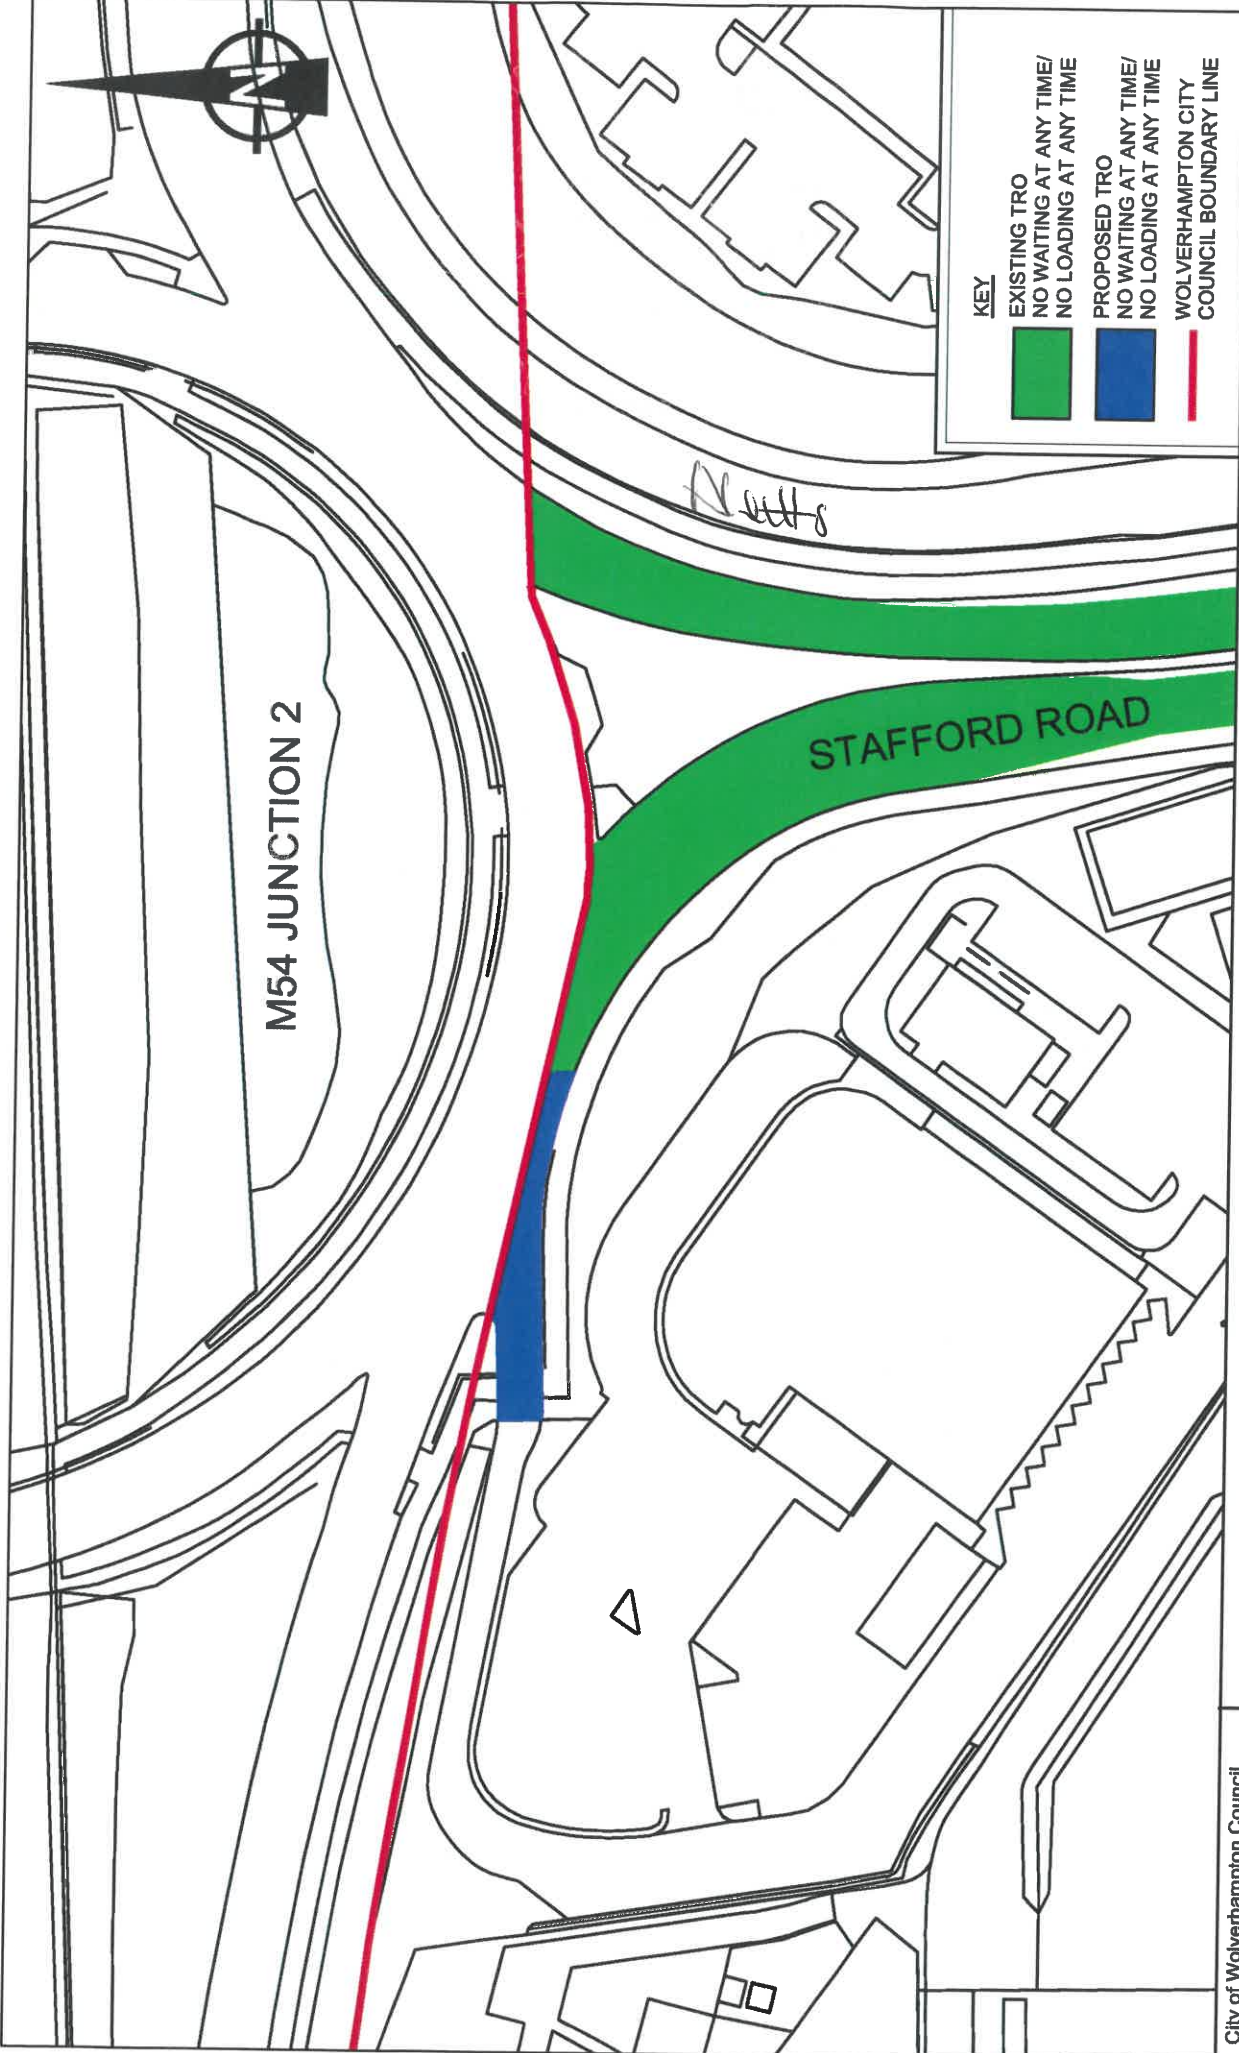 N
M54 JUNCTION 2
STAFFORD ROAD
KEY
EXISTING TRO
NO WAITING AT ANY TIME/
NO LOADING AT ANY TIME
PROPOSED TRO
NO WAITING AT ANY TIME/
NO LOADING AT ANY TIME
WOLVERHAMPTON CITY
COUNCIL BOUNDARY LINE
City of Wolverhampton Council